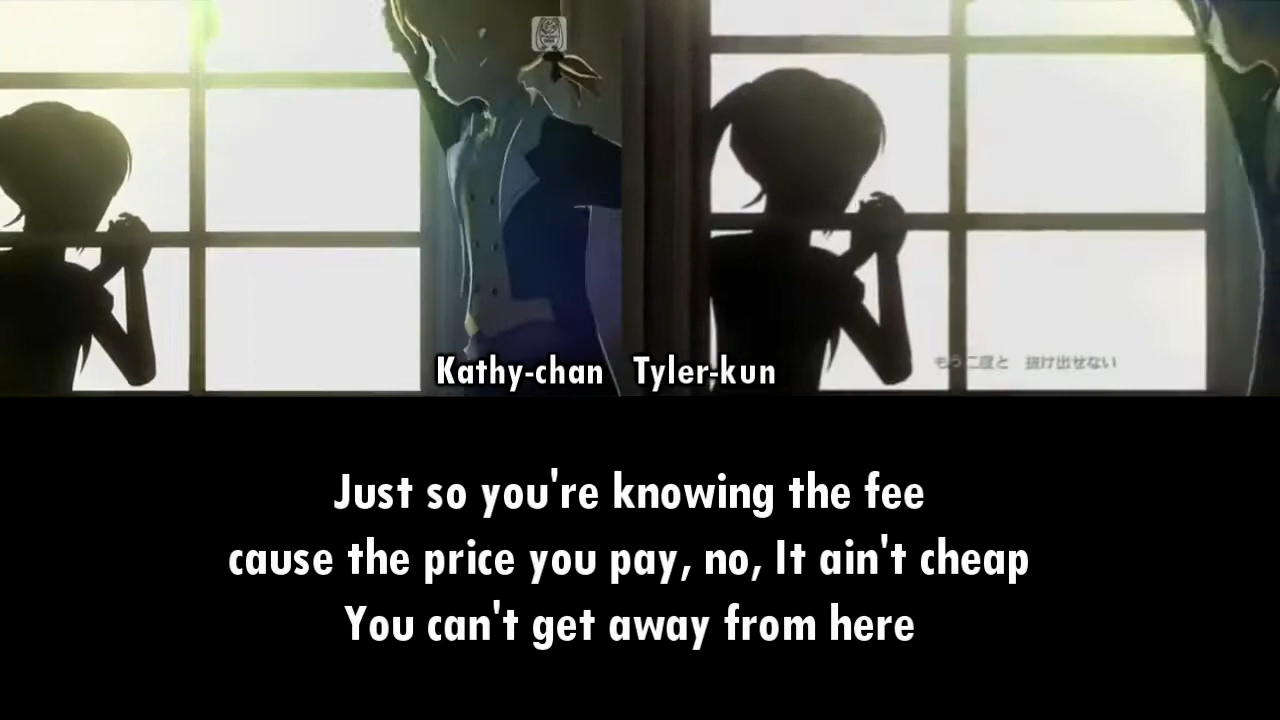 もう二度と 抜け出せない
Kathy-chan Tyler-kun
Just so you're knowing the fee
cause the price you pay, no, It ain't cheap
You can't get away from here